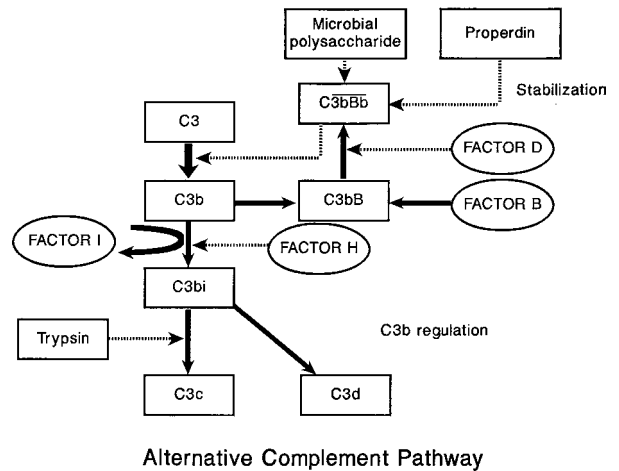 Microbial
polysaccharide
Properdin
Stabilization
C3bBb
C3
FACTOR D
C3b
C3bB
FACTOR B
FACTOR I
FACTOR H
C3bi
Trypsin
C3b regulation
C3c
C3d
Alternative Complement Pathway